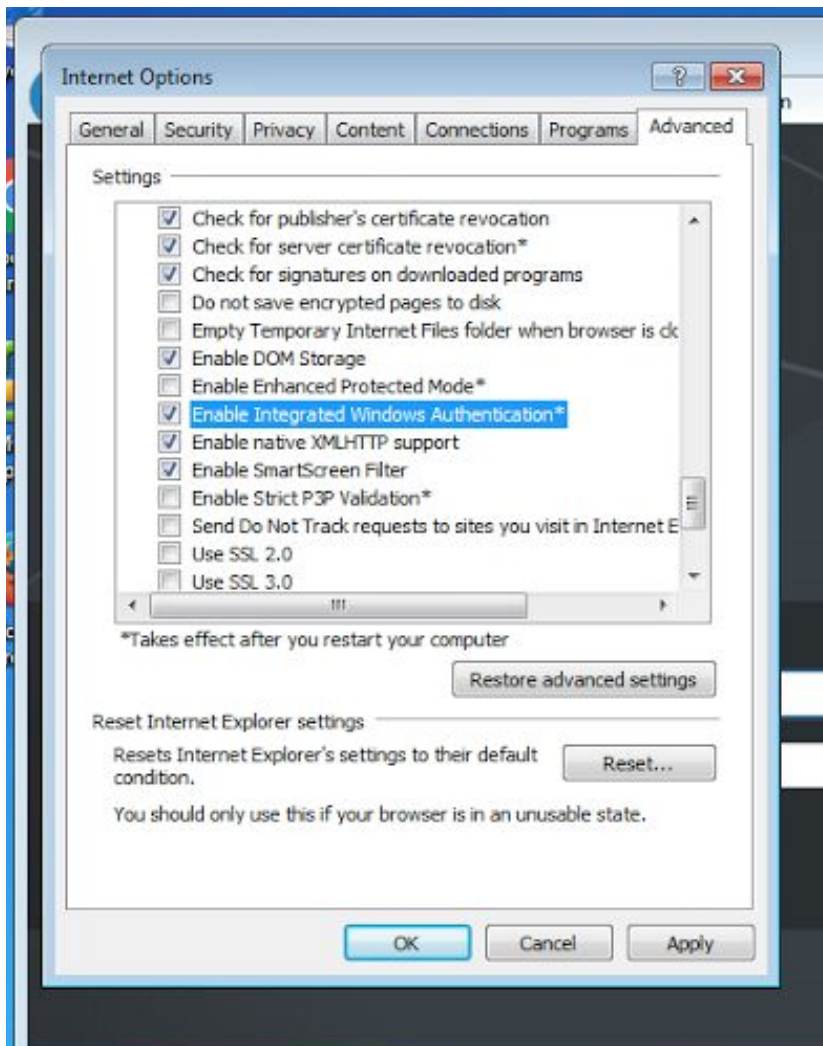 Internet Options
General Security Privacy Content Connections Programs Advanced
Settings
Check for publisher's certificate revocation
Check for server certificate revocation*
Check for signatures on downloaded programs
Do not save encrypted pages to disk
Empty Temporary Internet Files folder when browser is
Enable DOM Storage
Enable Enhanced Protected Mode*
Enable Integrated Windows Authentication*
Enable native XMLHTTP support
Enable SmartScreen Filter
Enable Strict P3P Validation*
Send Do Not Track requests to sites you visit in Internet E
Use SSL 2.0
Use SSL 3.0
*Takes effect after you restart your computer
Restore advanced settings
Reset Internet Explorer settings
Resets Internet Explorer's settings to their default
condition.
Reset...
You should only use this if your browser is in an unusable state.
OK Cancel Apply